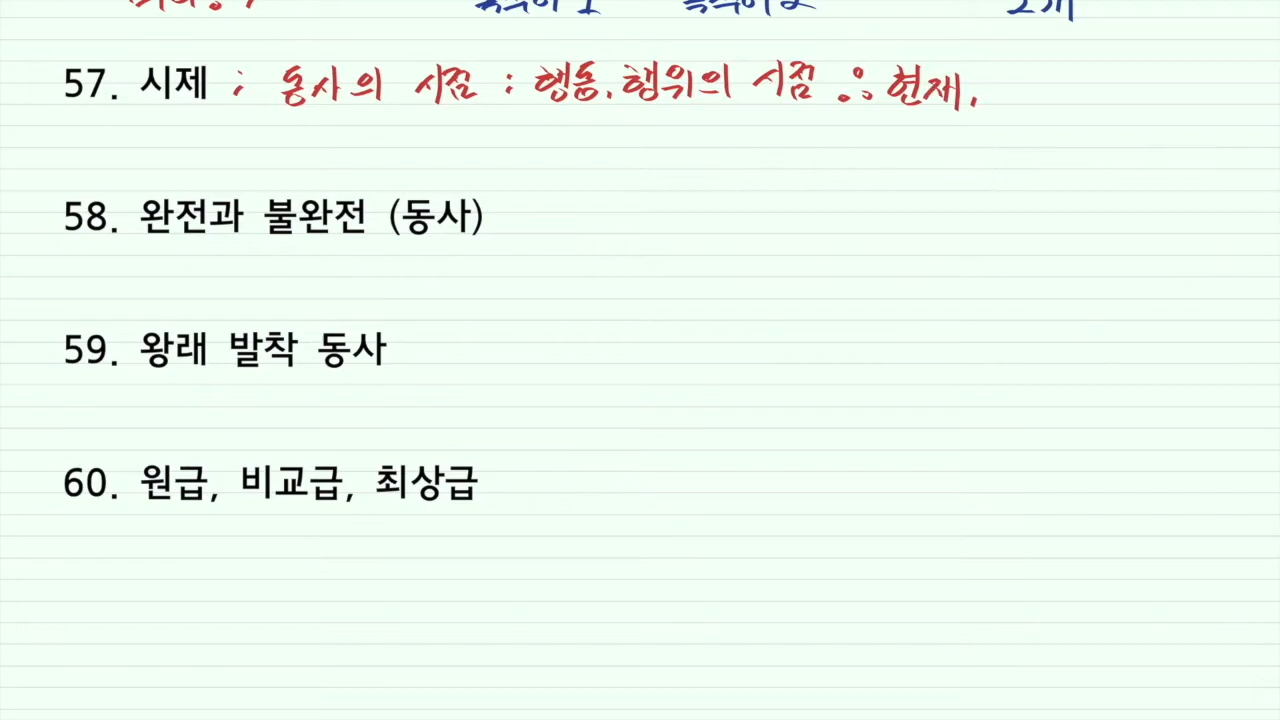 57. 시제 ; 동사의 시점 : 행동, 행위의 시점 ∴ 현재,
58. 완전과 불완전 (동사)
59. 왕래 발착 동사
60. 원급, 비교급, 최상급